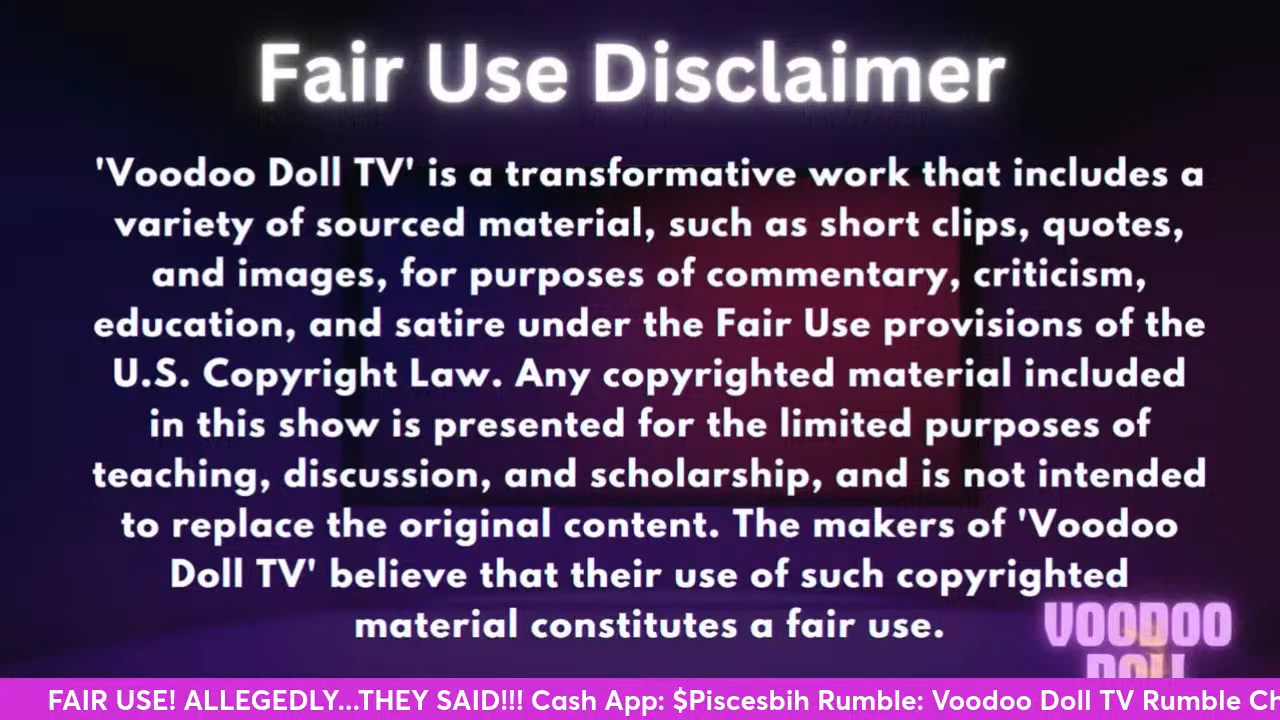 Fair Use Disclaimer
'Voodoo Doll TV' is a transformative work that includes a
variety of sourced material, such as short clips, quotes,
and images, for purposes of commentary, criticism,
education, and satire under the Fair Use provisions of the
U.S. Copyright Law. Any copyrighted material included
in this show is presented for the limited purposes of
teaching, discussion, and scholarship, and is not intended
to replace the original content. The makers of 'Voodoo
Doll TV' believe that their use of such copyrighted
material constitutes a fair use.
VOODOO
DOLL
FAIR USE! ALLEGEDLY...THEY SAID!!! Cash App: $Piscesbih Rumble: Voodoo Doll TV Rumble Ch